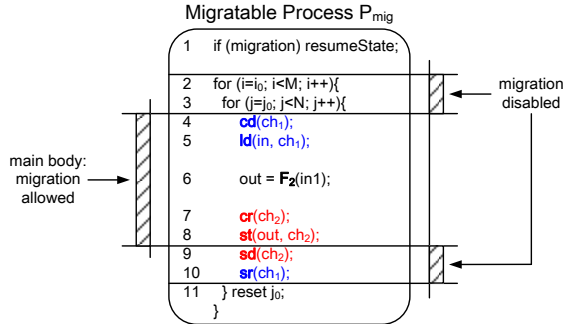 Migratable Process Pmig
1 if (migration) resumeState;
2 for (i=i0; i<M; i++){
3 for (j=j0; j<N; j++){
4 cd(ch1);
5 ld(in, ch1);
6 out = F2(in1);
7 cr(ch2);
8 st(out, ch2);
9 sd(ch2);
10 sr(ch1);
11 } reset j0;
}
main body:
migration
allowed
migration
disabled